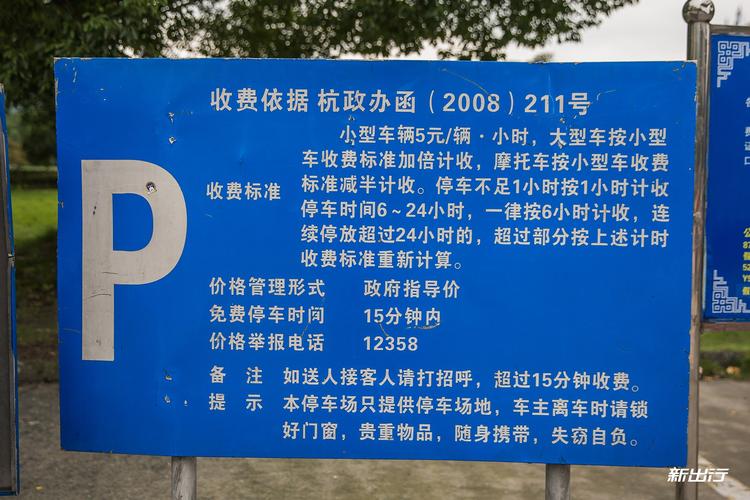 收费依据 杭政办函（2008）211号
P
收费标准
小型车辆5元/辆·小时，大型车按小型
车收费标准加倍计收，摩托车按小型车收费
标准减半计收。停车不足1小时按1小时计收
停车时间6~24小时，一律按6小时计收，连
续停放超过24小时的，超过部分按上述计时
收费标准重新计算。
价格管理形式 政府指导价
免费停车时间 15分钟内
价格举报电话 12358
备 注 如送人接客人请打招呼，超过15分钟收费。
提 示 本停车场只提供停车场地，车主离车时请锁
好门窗，贵重物品，随身携带，失窃自负。
新出行